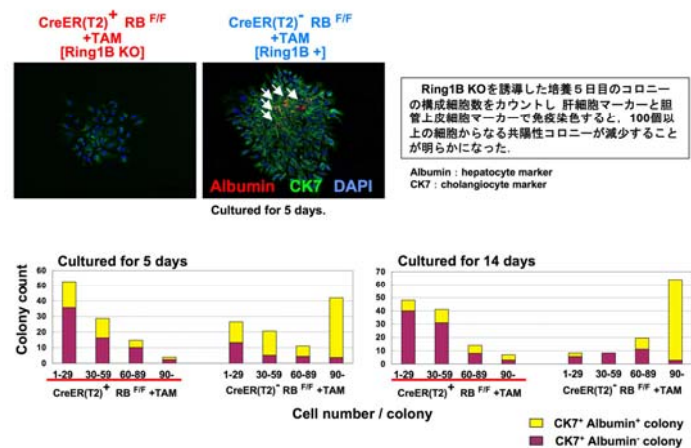 CreER(T2)+ RB F/F
+TAM
[Ring1B KO]
CreER(T2)- RB F/F
+TAM
[Ring1B +]
Albumin CK7 DAPI
Cultured for 5 days.
Ring1B KOを誘導した培養５日目のコロニー
の構成細胞数をカウントし 肝細胞マーカーと胆
管上皮細胞マーカーで免疫染色すると，100個以
上の細胞からなる共陽性コロニーが減少すること
が明らかになった.
Albumin : hepatocyte marker
CK7 : cholangiocyte marker
Cultured for 5 days
Colony count
60
50
40
30
20
10
0
1-29 30-59 60-89 90-
CreER(T2)+ RB F/F +TAM
1-29 30-59 60-89 90-
CreER(T2)- RB F/F +TAM
Cultured for 14 days
70
60
50
40
30
20
10
0
1-29 30-59 60-89 90-
CreER(T2)+ RB F/F +TAM
1-29 30-59 60-89 90-
CreER(T2)- RB F/F +TAM
Cell number / colony
CK7+ Albumin+ colony
CK7+ Albumin- colony